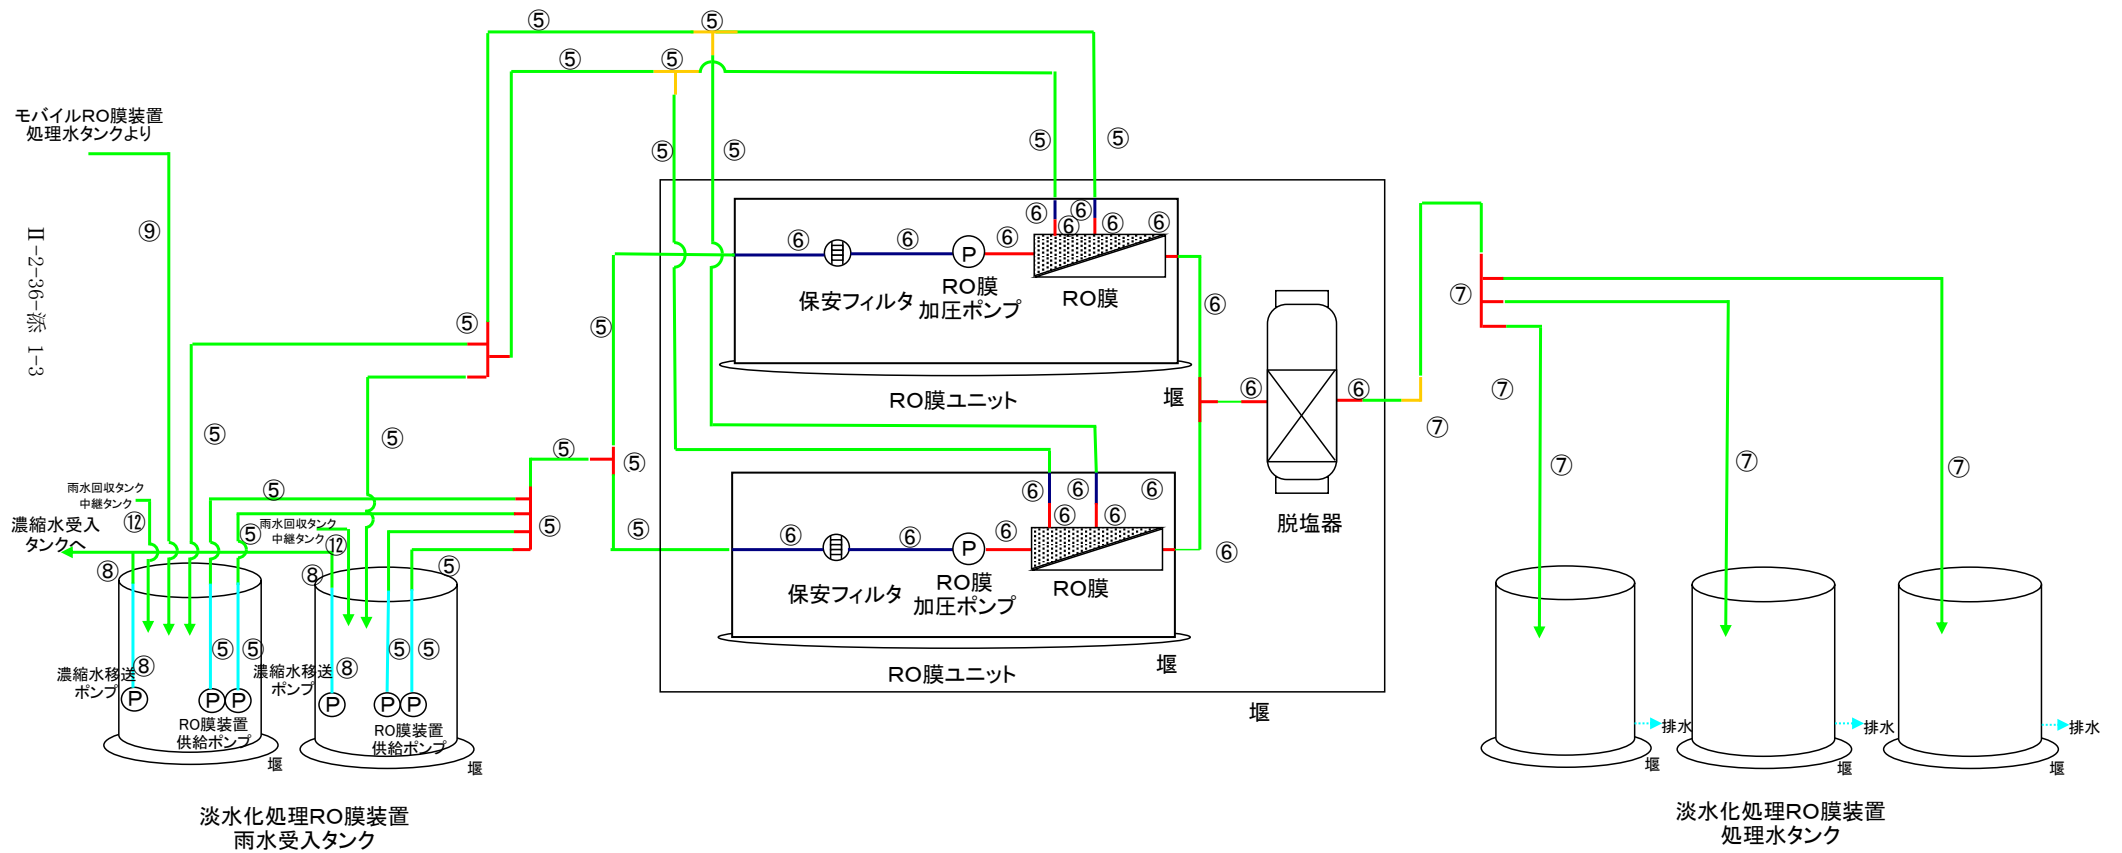 ⑤
⑤
⑤
⑤
モバイルRO膜装置
処理水タンクより
⑤
⑤
⑤
⑤
⑨
Ⅱ-2-36-添 1-3
⑥
⑥
⑥
⑥
⑥
⑥
⑥
⑥
P
保安フィルタ
RO膜
加圧ポンプ
RO膜
⑥
⑦
⑤
⑤
RO膜ユニット
堰
⑥
⑥
⑦
⑦
⑤
⑤
⑤
⑤
⑦
⑦
⑦
雨水回収タンク
中継タンク
⑫
濃縮水受入
タンクへ
⑤
⑤
雨水回収タンク
中継タンク
⑫
⑤
⑤
⑥
⑥
⑥
⑥
⑥
⑥
⑥
⑥
P
脱塩器
⑥
保安フィルタ
RO膜
加圧ポンプ
RO膜
⑧
⑧
⑤
RO膜ユニット
堰
堰
⑤
⑤
⑤
⑤
濃縮水移送
ポンプ
⑧
濃縮水移送
ポンプ
⑧
P
P
P
P
P
P
RO膜装置
供給ポンプ
RO膜装置
供給ポンプ
堰
堰
排水
排水
排水
堰
堰
堰
淡水化処理RO膜装置
雨水受入タンク
淡水化処理RO膜装置
処理水タンク